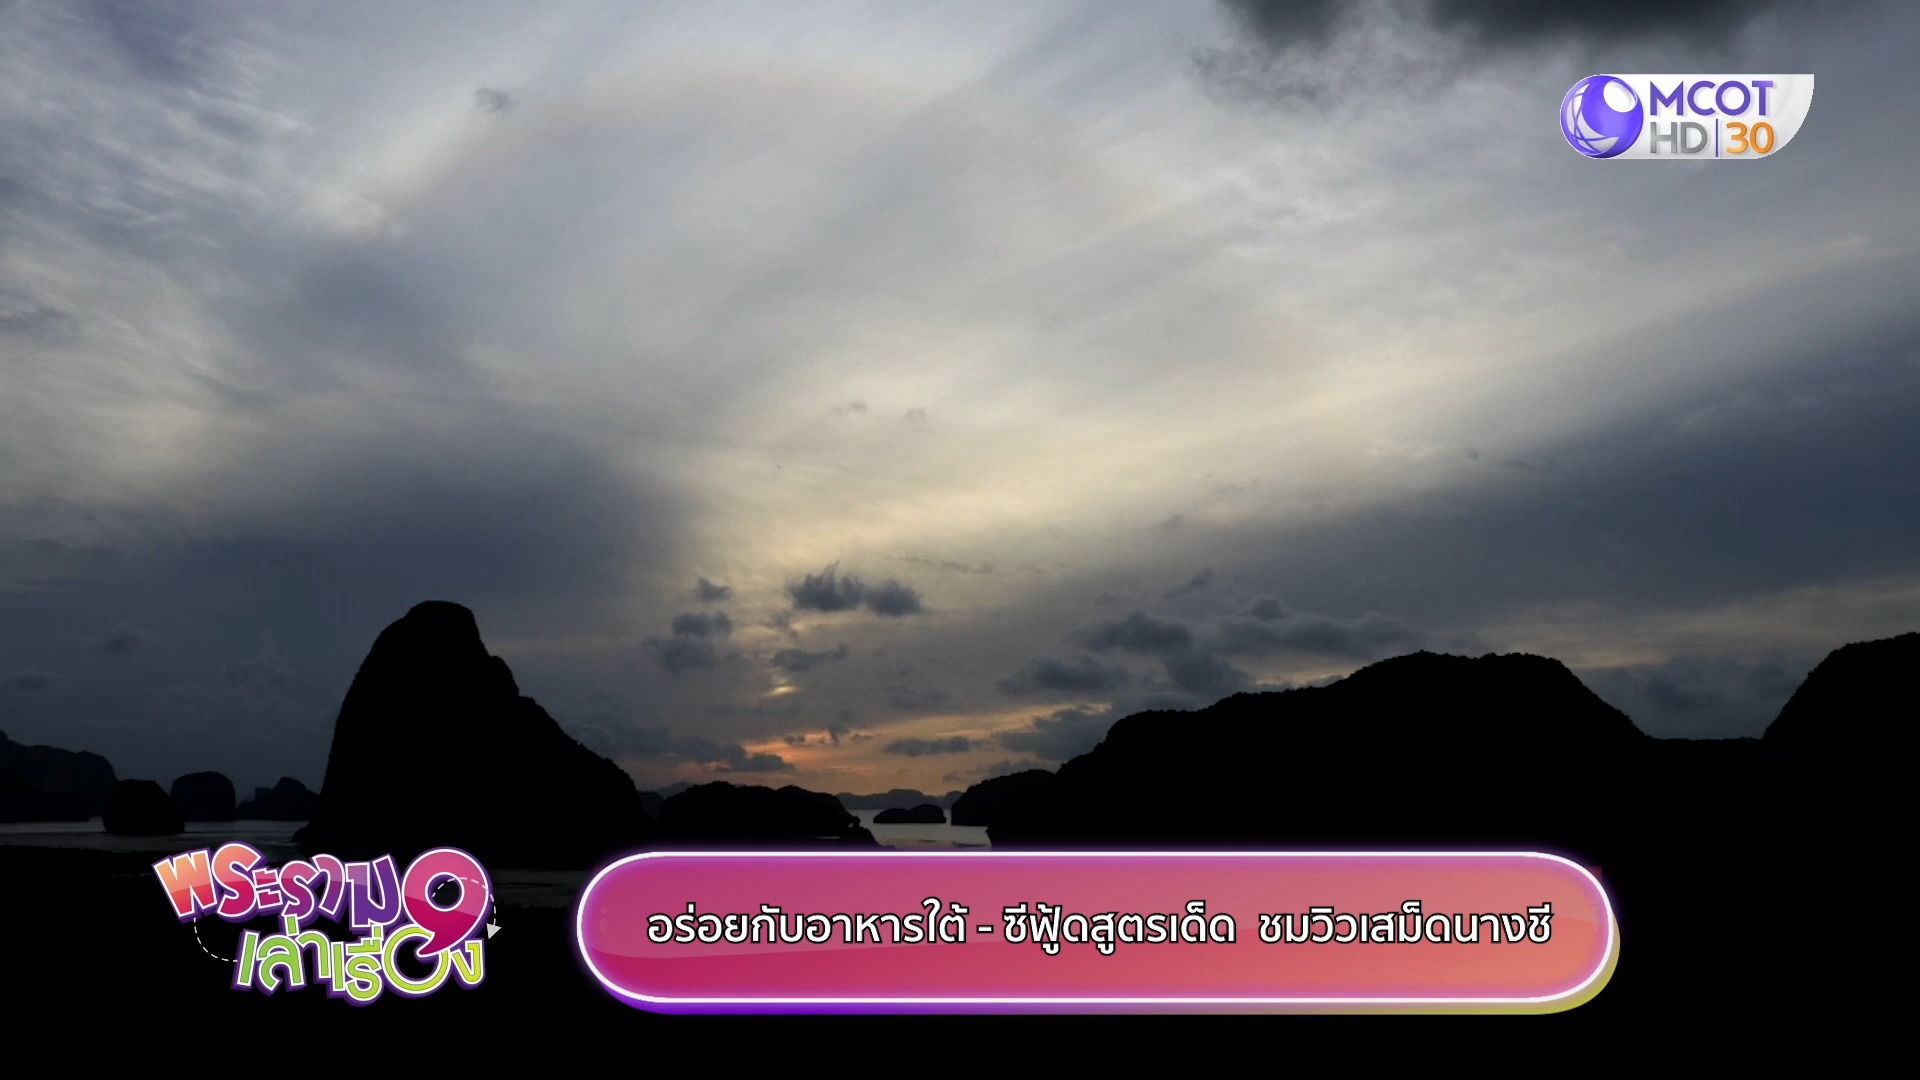 MCOT
HD|30
พระราม ๙
เล่าเรื่อง
อร่อยกับอาหารใต้ - ซีฟู้ดสูตรเด็ด ชมวิวเสม็ดนางชี